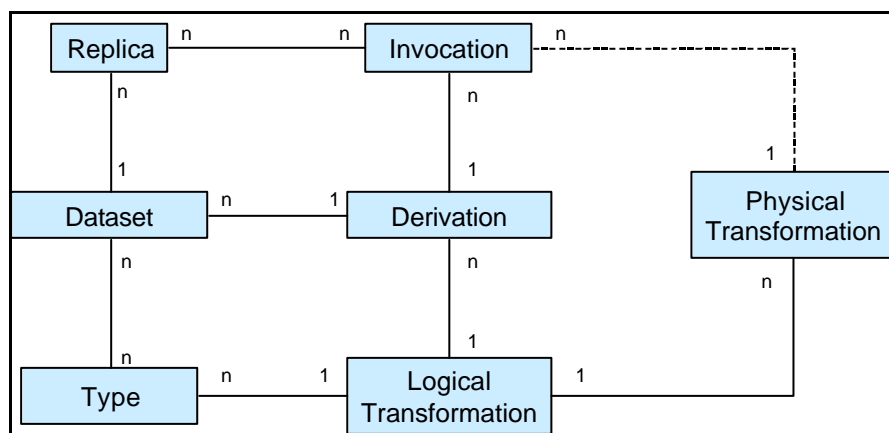 Replica n n Invocation n
n n
1 1 1
Dataset n 1 Derivation Physical
Transformation
n n n
n 1
Type n 1 Logical 1
Transformation